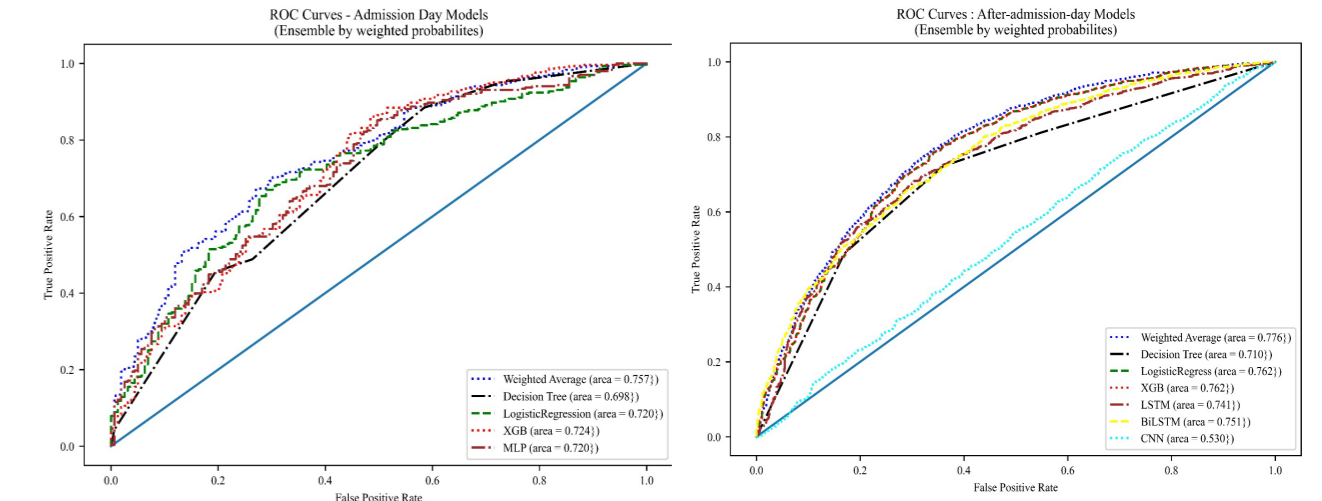 ROC Curves - Admission Day Models
(Ensemble by weighted probabilites)
1.0
0.8
0.6
0.4
0.2
0.0
True Positive Rate
0.0 0.2 0.4 0.6 0.8 1.0
False Positive Rate
Weighted Average (area = 0.757})
Decision Tree (area = 0.698})
LogisticRegression (area = 0.720})
XGB (area = 0.724})
MLP (area = 0.720})
ROC Curves : After-admission-day Models
(Ensemble by weighted probabilites)
1.0
0.8
0.6
0.4
0.2
0.0
True Positive Rate
0.0 0.2 0.4 0.6 0.8 1.0
False Positive Rate
Weighted Average (area = 0.776})
Decision Tree (area = 0.710})
LogisticRegress (area = 0.762})
XGB (area = 0.762})
LSTM (area = 0.741})
BiLSTM (area = 0.751})
CNN (area = 0.530})